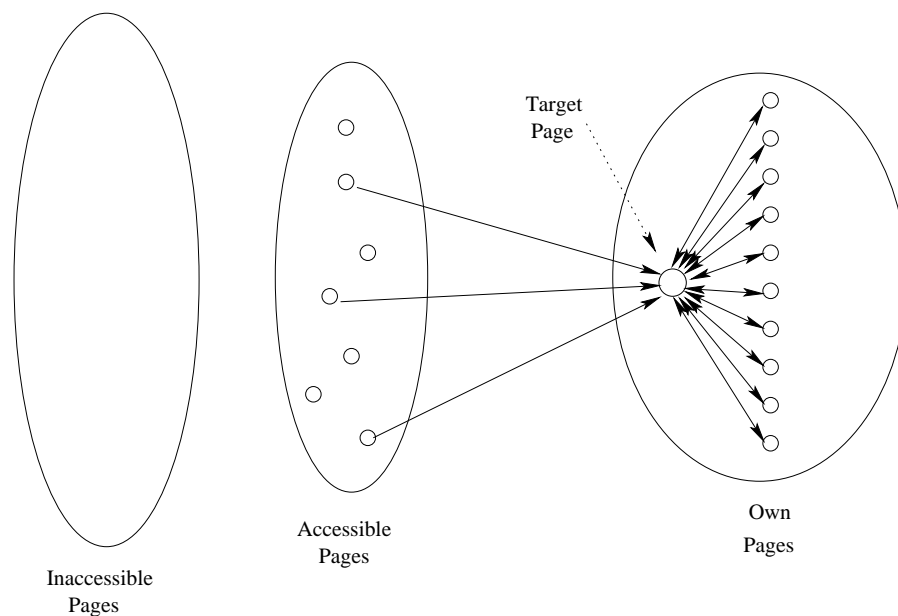 Target
Page
Accessible
Pages
Own
Pages
Inaccessible
Pages